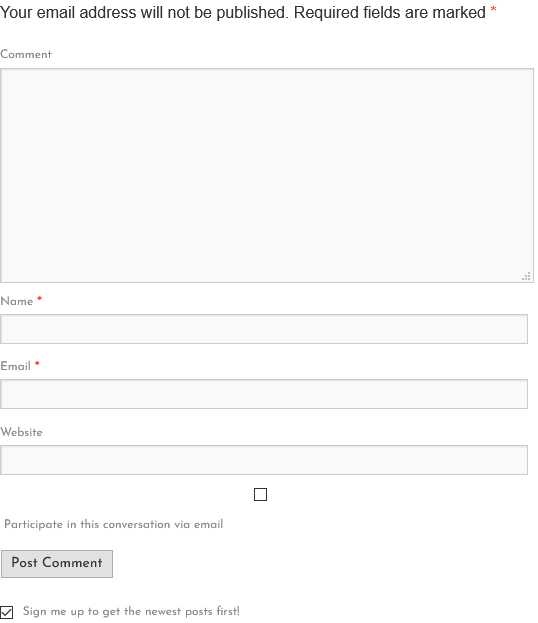 Your email address will not be published. Required fields are marked *
Comment
Name *
Email *
Website
Participate in this conversation via email
Post Comment
Sign me up to get the newest posts first!